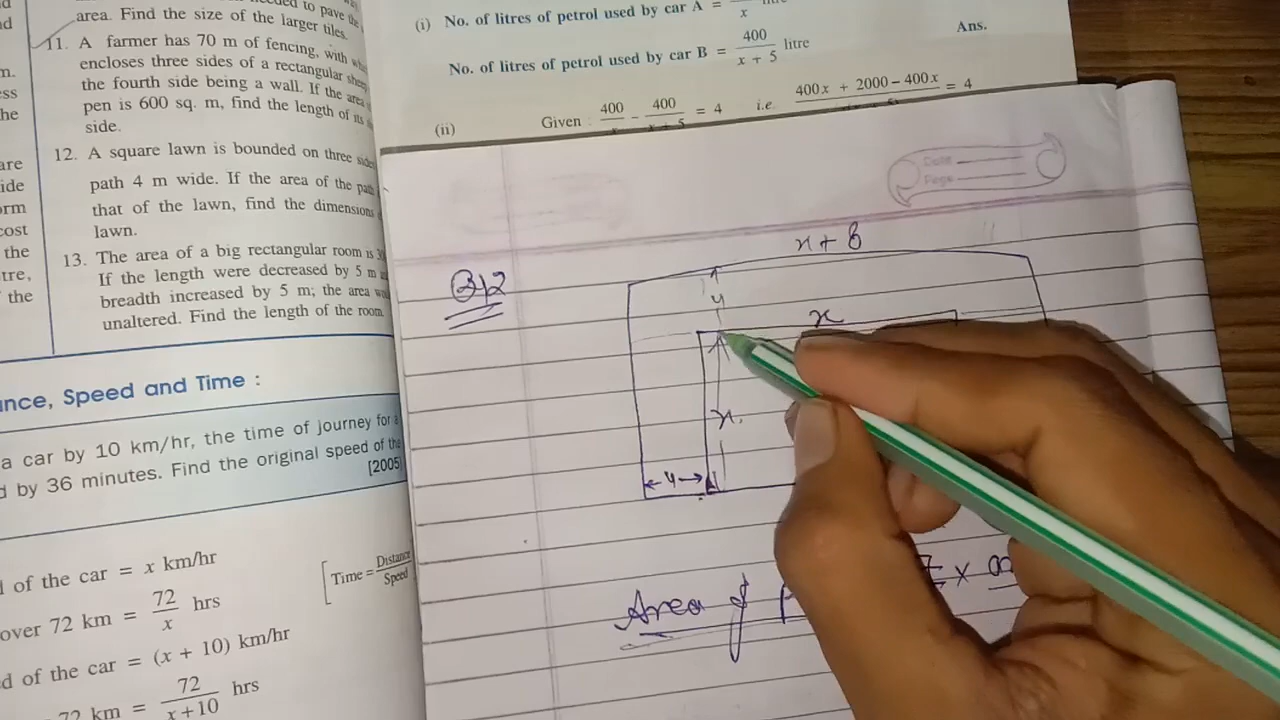 area. Find the size of the larger tiles.
11. A farmer has 70 m of fencing, with
encloses three sides of a rectangular
the fourth side being a wall. If the area
pen is 600 sq. m, find the length of its
side.
12. A square lawn is bounded on three
path 4 m wide. If the area of the
that of the lawn, find the dimensions
lawn.
13. The area of a big rectangular room is
If the length were decreased by 5 m
breadth increased by 5 m; the area
unaltered. Find the length of the room.
Speed and Time :
a car by 10 km/hr, the time of journey for
by 36 minutes. Find the original speed of the
[2005]
of the car = x km/hr
[Time = Distance/Speed
over 72 km = 72/x hrs
of the car = (x + 10) km/hr
72 km = 72/x+10 hrs
(i) No. of litres of petrol used by car A =
x
No. of litres of petrol used by car B = 400/x + 5 litre
Ans.
(ii) Given : 400 - 400 = 4 i.e. 400x + 2000 – 400x = 4
Date
Page
Q12
x + 8
4
x
x
4
Area of